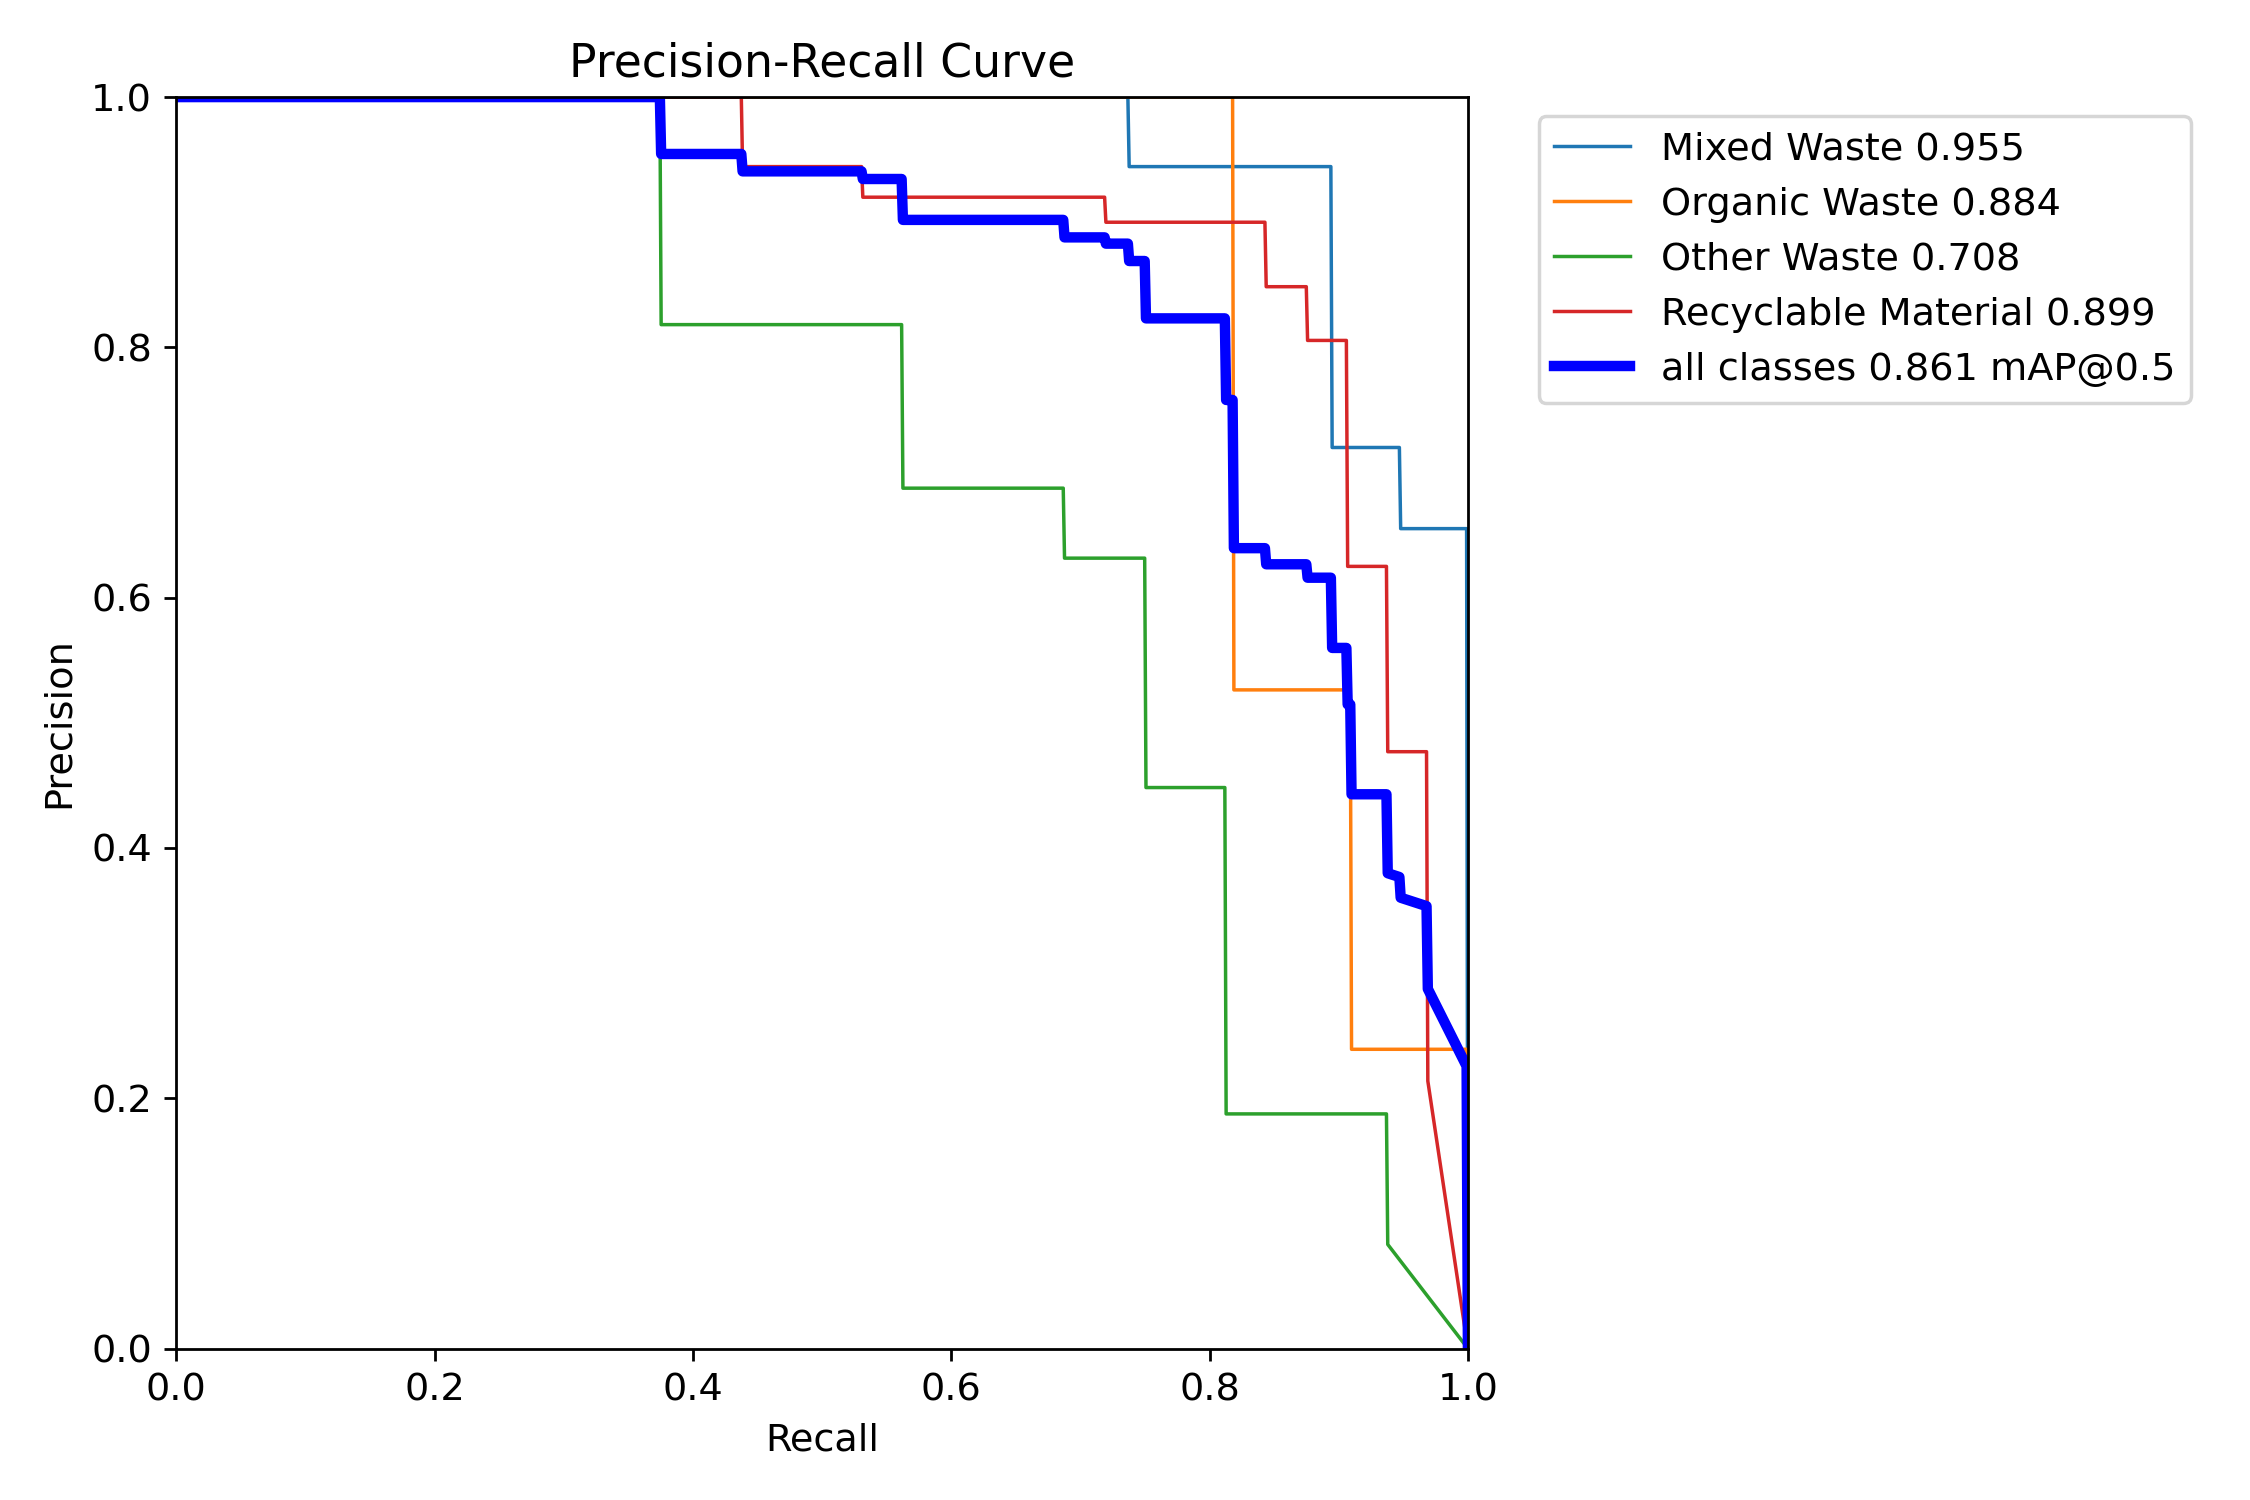 Precision-Recall Curve
1.0
0.8
0.6
0.4
0.2
0.0
Precision
0.0 0.2 0.4 0.6 0.8 1.0
Recall
Mixed Waste 0.955
Organic Waste 0.884
Other Waste 0.708
Recyclable Material 0.899
all classes 0.861 mAP@0.5